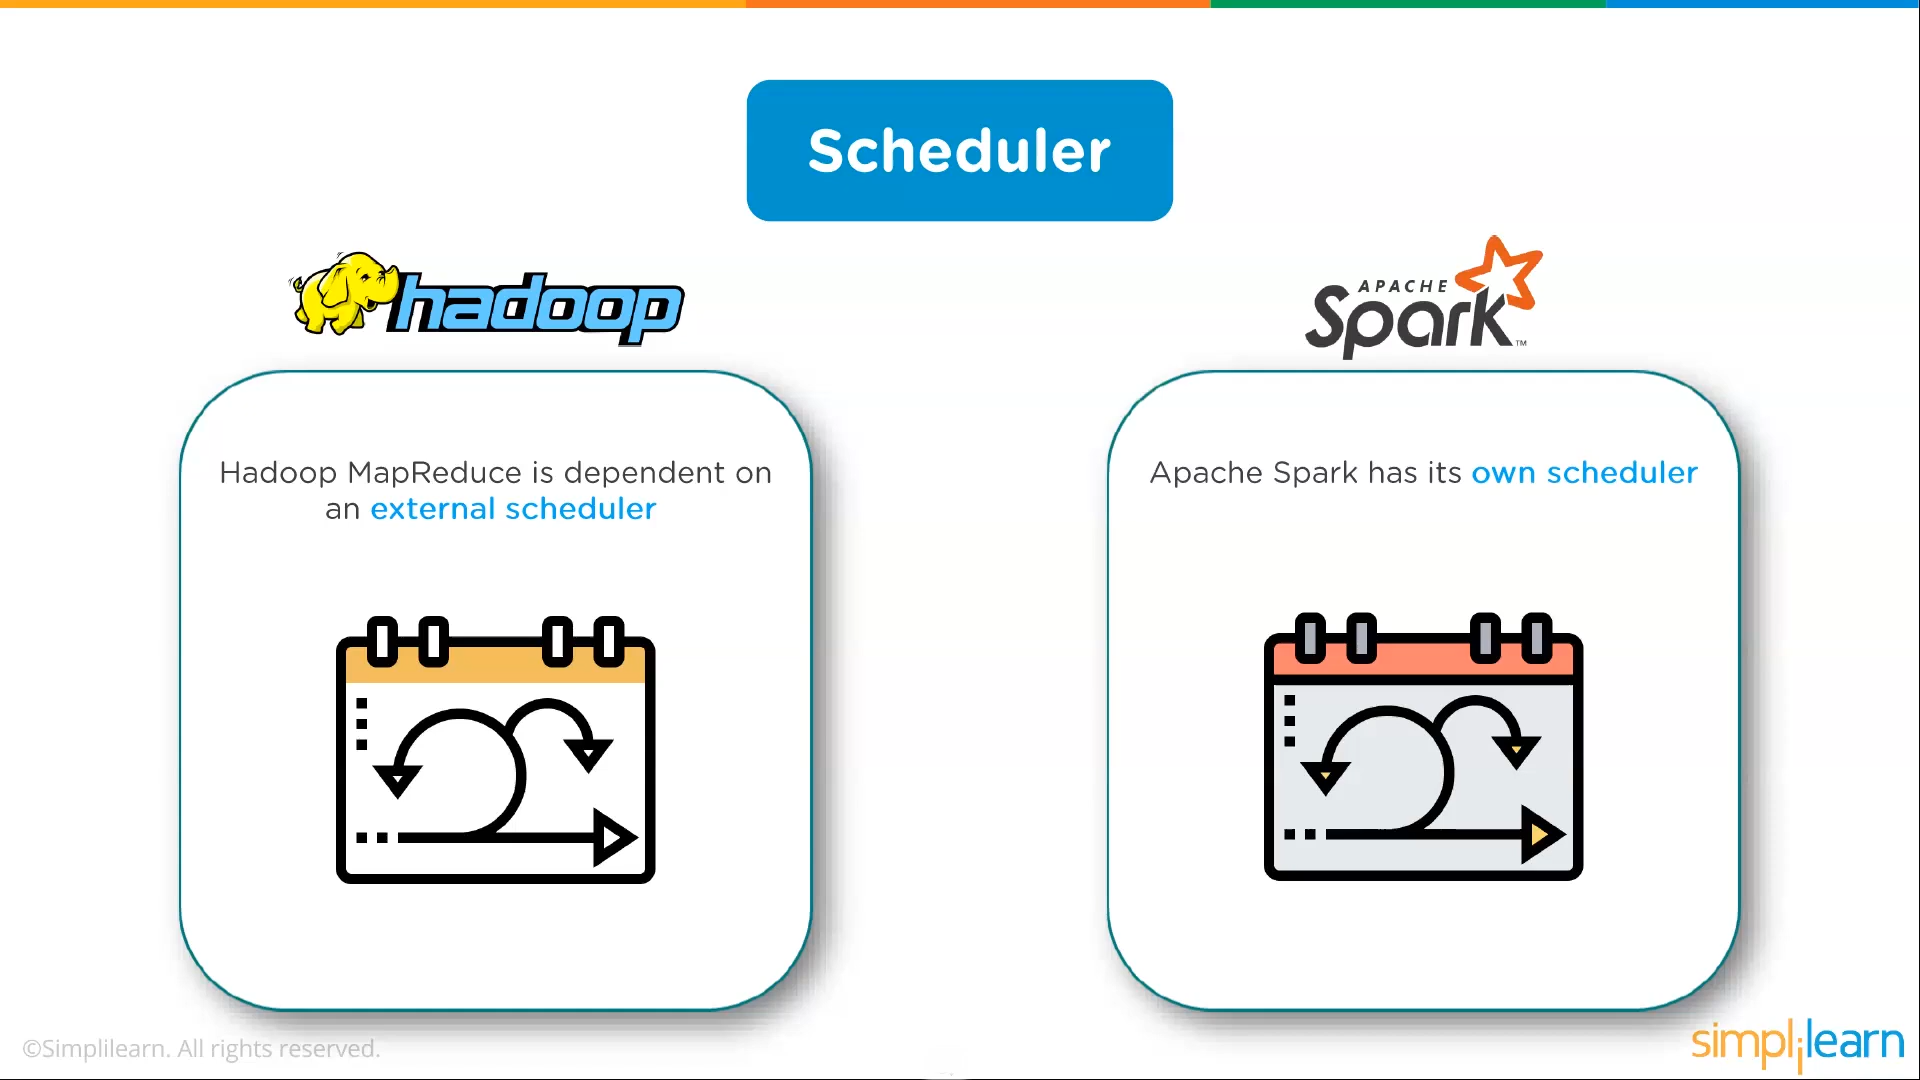 Scheduler
hadoop
APACHE
Spark™
Hadoop MapReduce is dependent on
an external scheduler
Apache Spark has its own scheduler
©Simplilearn. All rights reserved.
simplilearn